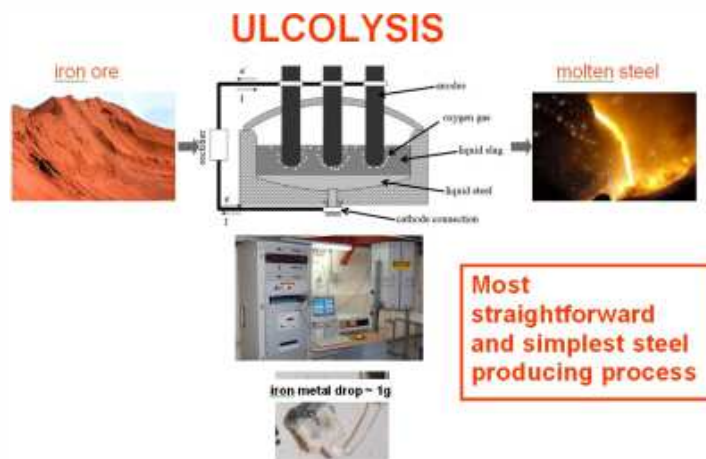 ULCOLYSIS
iron ore
molten steel
e
I
anodes
oxygen gas
liquid slag
rectifier
liquid steel
e
I
cathode connection
Most
straightforward
and simplest steel
producing process
iron metal drop ~ 1g